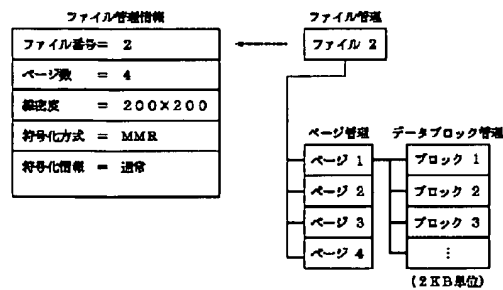 ファイル管理情報
ファイル番号= 2
ページ数 = 4
線密度 = 200×200
符号化方式 = MMR
符号化情報 = 通常
ファイル管理
ファイル 2
ページ管理
ページ 1
ページ 2
ページ 3
ページ 4
データブロック管理
ブロック 1
ブロック 2
ブロック 3
⋮
(2KB単位)